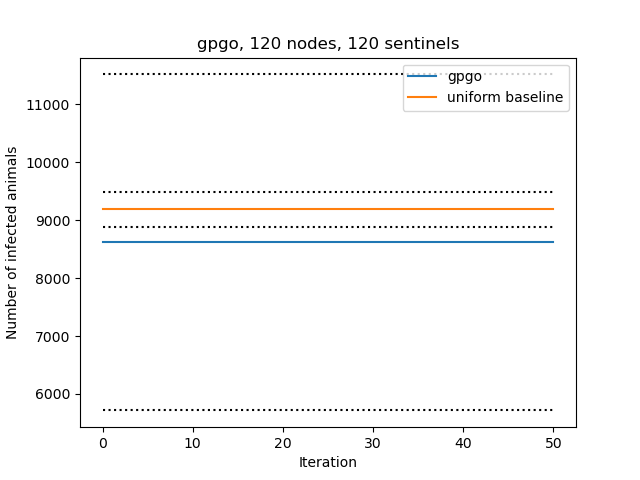 gpgo, 120 nodes, 120 sentinels
gpgo
uniform baseline
Number of infected animals
11000
10000
9000
8000
7000
6000
0 10 20 30 40 50
Iteration